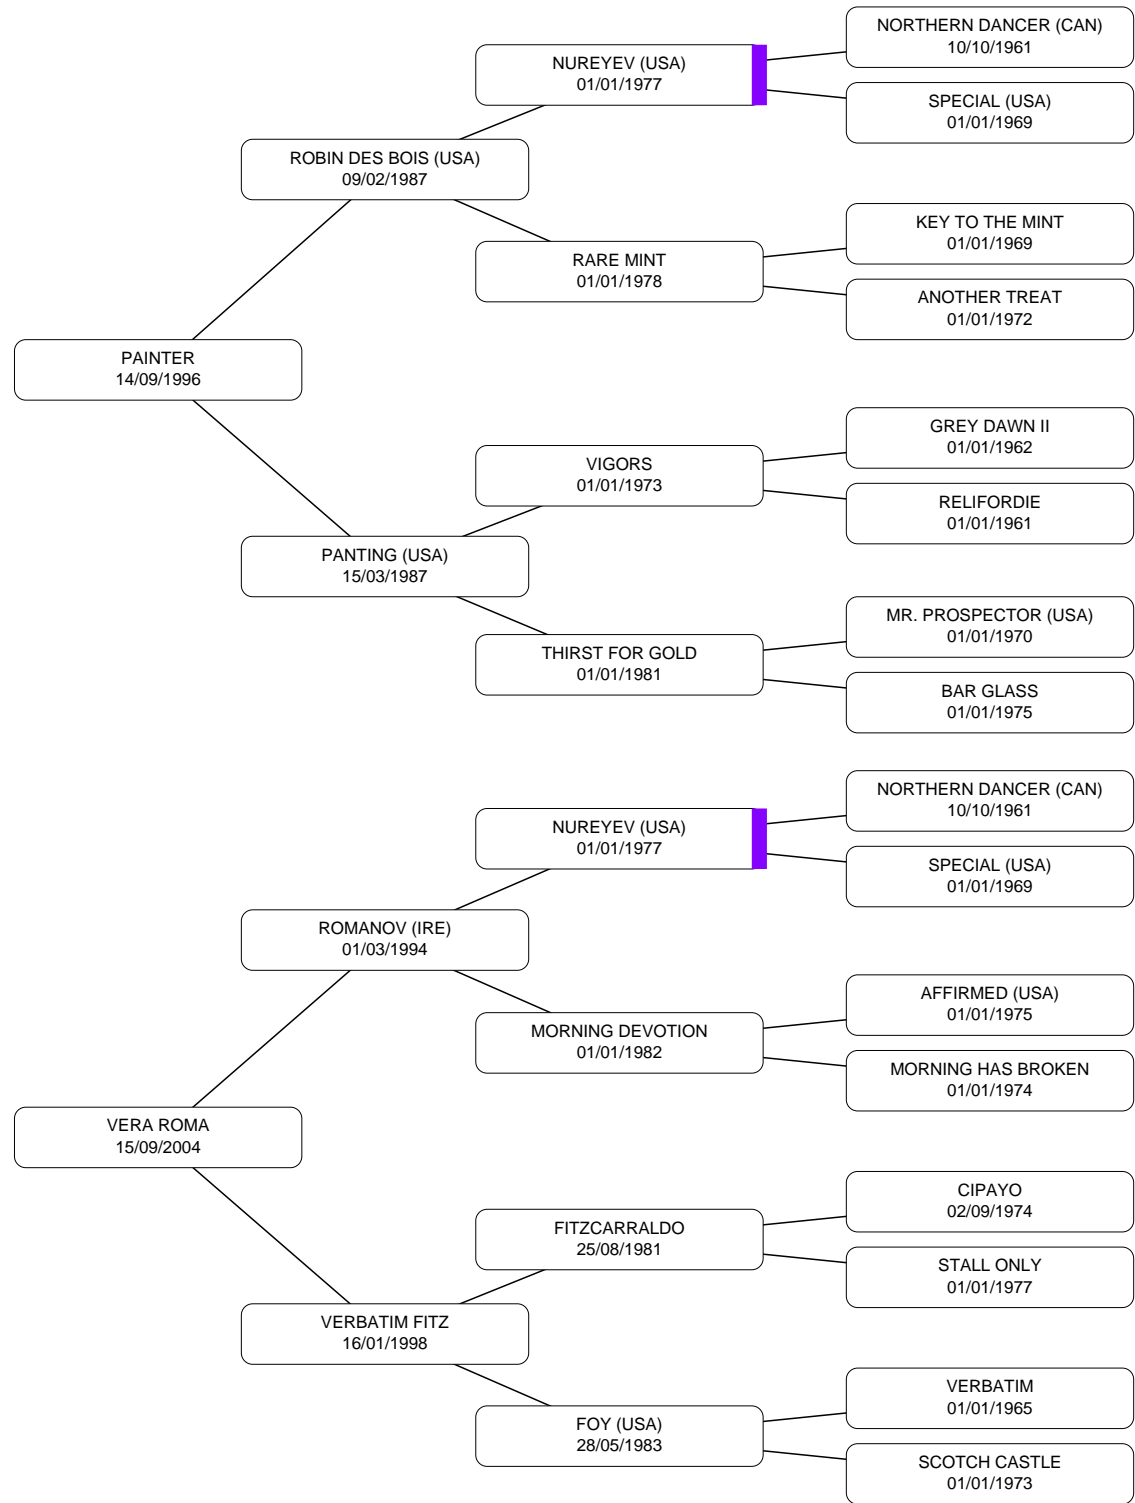 NORTHERN DANCER (CAN)
10/10/1961
NUREYEV (USA)
01/01/1977
SPECIAL (USA)
01/01/1969
ROBIN DES BOIS (USA)
09/02/1987
KEY TO THE MINT
01/01/1969
RARE MINT
01/01/1978
ANOTHER TREAT
01/01/1972
PAINTER
14/09/1996
GREY DAWN II
01/01/1962
VIGORS
01/01/1973
RELIFORDIE
01/01/1961
PANTING (USA)
15/03/1987
MR. PROSPECTOR (USA)
01/01/1970
THIRST FOR GOLD
01/01/1981
BAR GLASS
01/01/1975
NORTHERN DANCER (CAN)
10/10/1961
NUREYEV (USA)
01/01/1977
SPECIAL (USA)
01/01/1969
ROMANOV (IRE)
01/03/1994
AFFIRMED (USA)
01/01/1975
MORNING DEVOTION
01/01/1982
MORNING HAS BROKEN
01/01/1974
VERA ROMA
15/09/2004
CIPAYO
02/09/1974
FITZCARRALDO
25/08/1981
STALL ONLY
01/01/1977
VERBATIM FITZ
16/01/1998
VERBATIM
01/01/1965
FOY (USA)
28/05/1983
SCOTCH CASTLE
01/01/1973